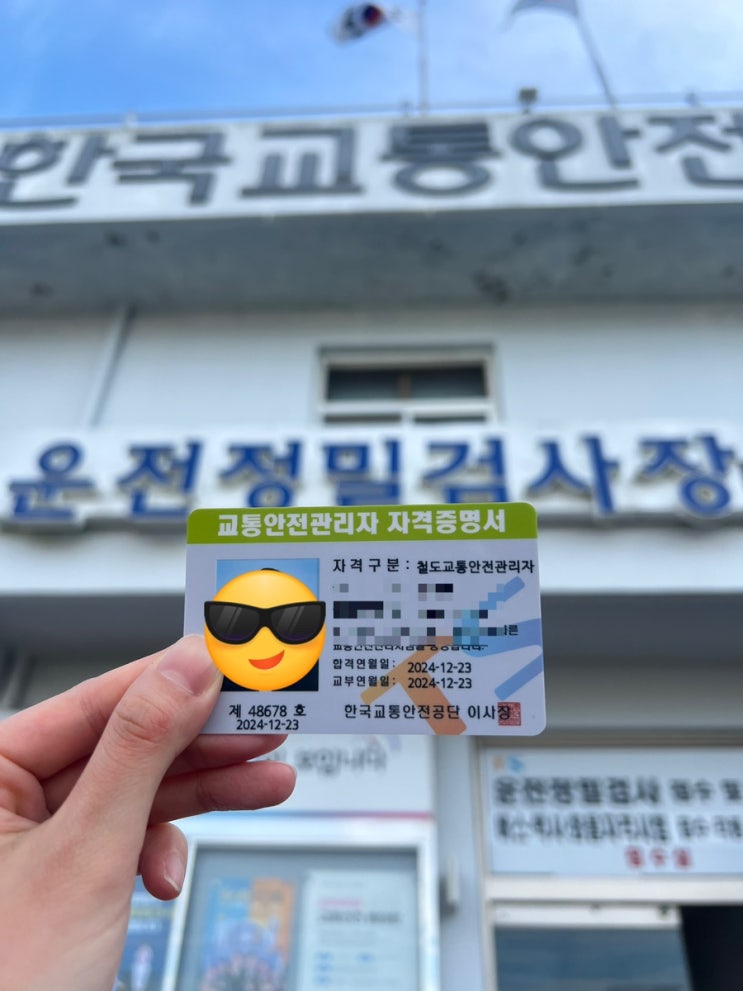 한국교통안전
운전정밀검사장
교통안전관리자 자격증명서
자격구분 : 철도교통안전관리자
합격연월일 : 2024-12-23
교부연월일 : 2024-12-23
제 48678 호
2024-12-23
한국교통안전공단 이사장
운전정밀검사 필수 및